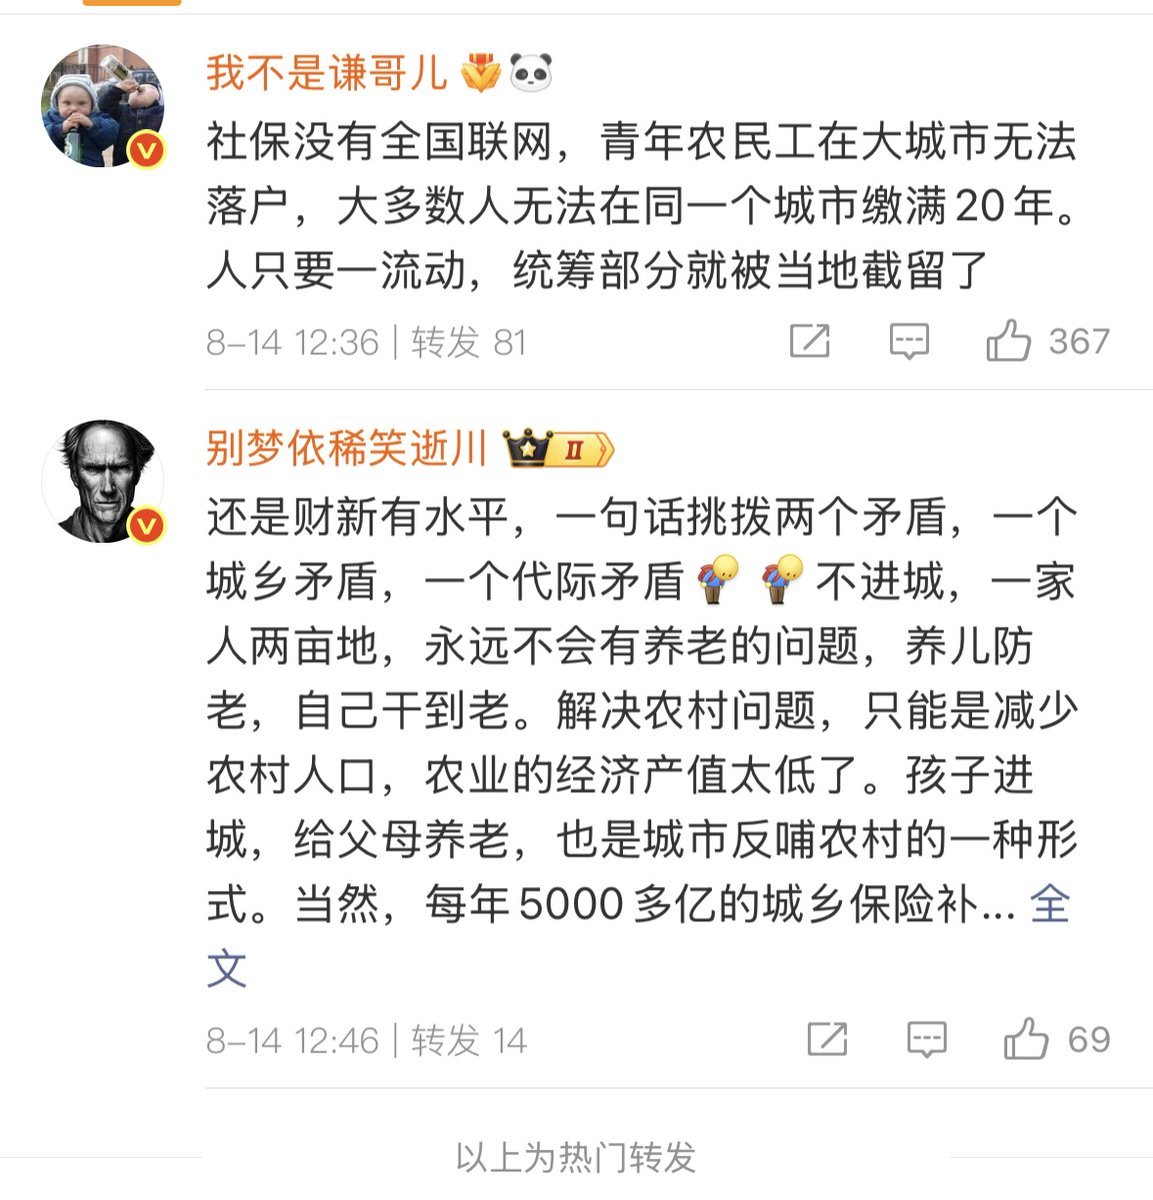 我不是谦哥儿
社保没有全国联网，青年农民工在大城市无法
落户，大多数人无法在同一个城市缴满20年。
人只要一流动，统筹部分就被当地截留了
8-14 12:36 | 转发 81
367
别梦依稀笑逝川 II
还是财新有水平，一句话挑拨两个矛盾，一个
城乡矛盾，一个代际矛盾 不进城，一家
人两亩地，永远不会有养老的问题，养儿防
老，自己干到老。解决农村问题，只能是减少
农村人口，农业的经济产值太低了。孩子进
城，给父母养老，也是城市反哺农村的一种形
式。当然，每年5000多亿的城乡保险补... 全
文
8-14 12:46 | 转发 14
69
以上为热门转发